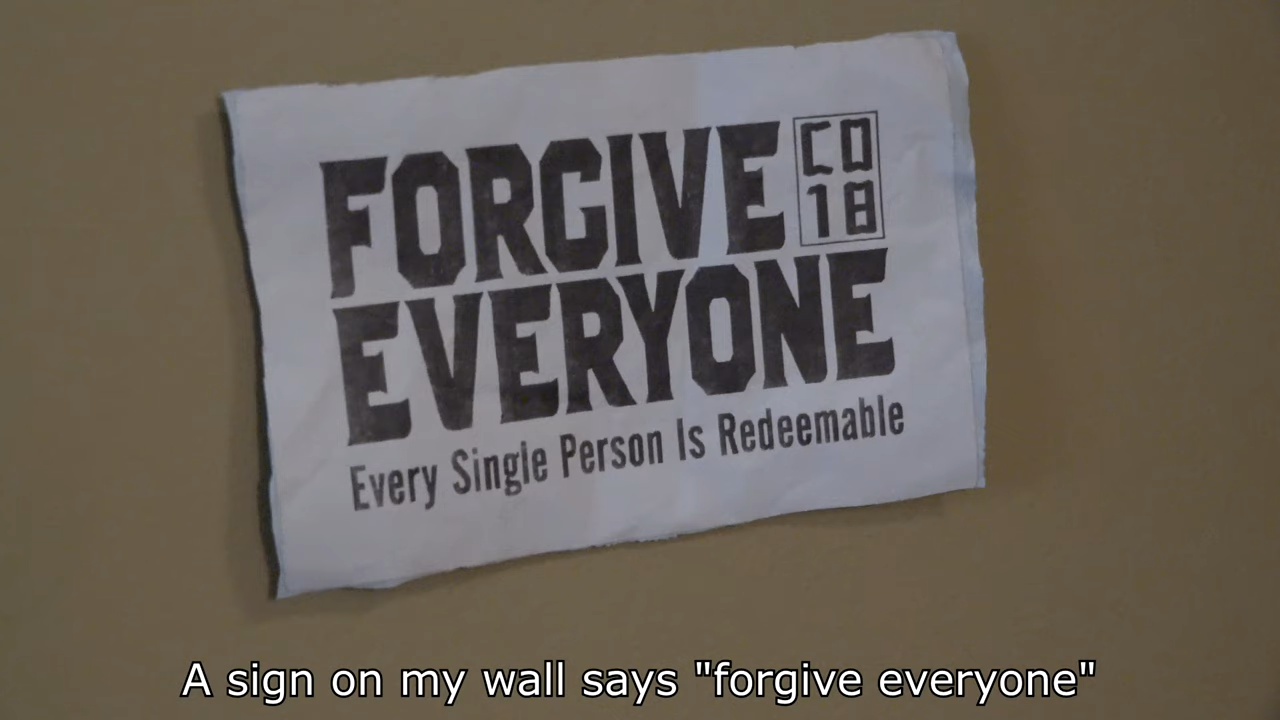 FORGIVE CO
18
EVERYONE
Every Single Person Is Redeemable
A sign on my wall says "forgive everyone"